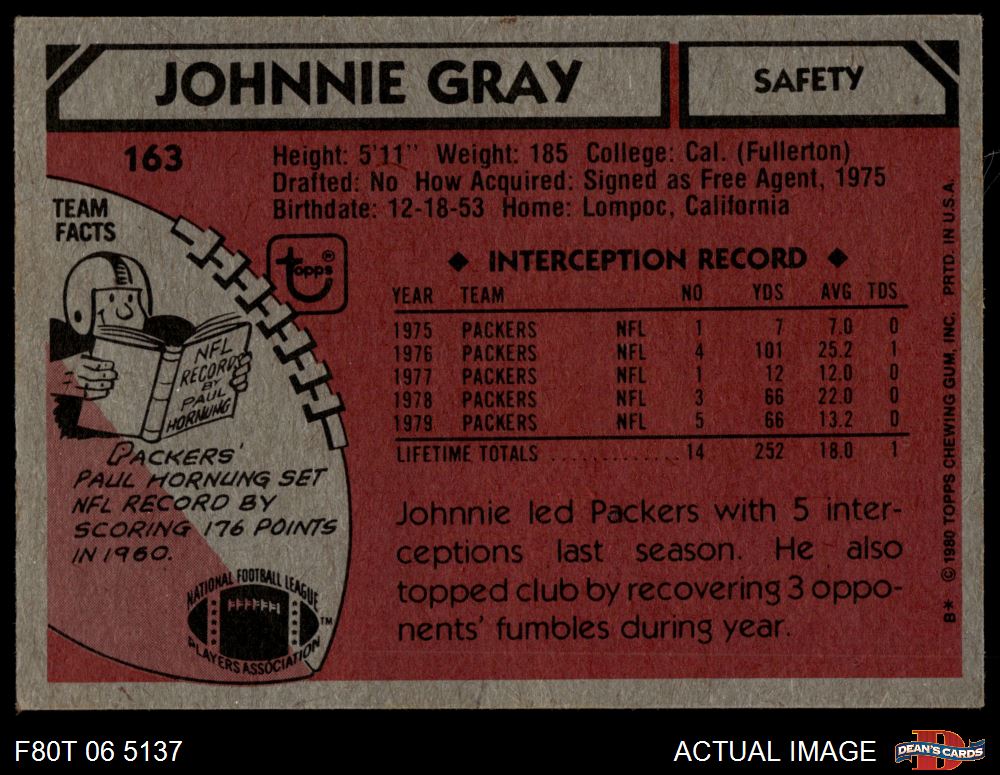 JOHNNIE GRAY
SAFETY
163
Height: 5'11" Weight: 185 College: Cal. (Fullerton)
Drafted: No How Acquired: Signed as Free Agent, 1975
Birthdate: 12-18-53 Home: Lompoc, California
TEAM
FACTS
topps®
NFL
RECORDS
BY
PAUL
HORNUNG
PACKERS'
PAUL HORNUNG SET
NFL RECORD BY
SCORING 176 POINTS
IN 1960.
NATIONAL FOOTBALL LEAGUE
PLAYERS ASSOCIATION
TM
◆ INTERCEPTION RECORD ◆
YEAR TEAM NO YDS AVG TDS
1975 PACKERS NFL 1 7 7.0 0
1976 PACKERS NFL 4 101 25.2 1
1977 PACKERS NFL 1 12 12.0 0
1978 PACKERS NFL 3 66 22.0 0
1979 PACKERS NFL 5 66 13.2 0
LIFETIME TOTALS ............ 14 252 18.0 1
Johnnie led Packers with 5 inter-
ceptions last season. He also
topped club by recovering 3 oppo-
nents' fumbles during year.
B* © 1980 TOPPS CHEWING GUM, INC. PRTD. IN U.S.A.
F80T 06 5137
ACTUAL IMAGE
DEAN'S CARDS